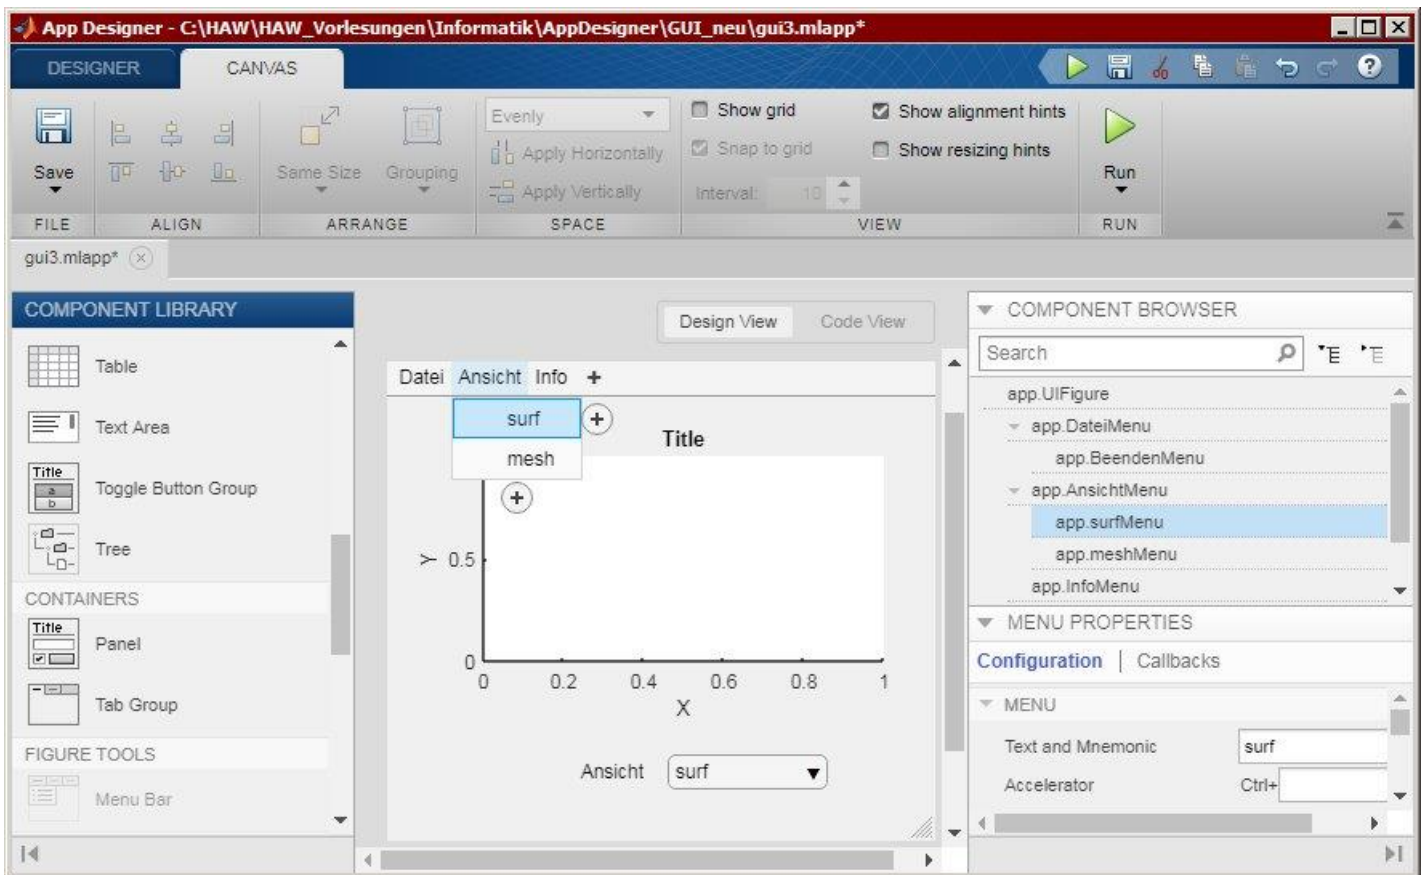 App Designer - C:\HAW\HAW_Vorlesungen\Informatik\AppDesigner\GUI_neu\gui3.mlapp*
DESIGNER CANVAS
?
Save
Same Size
Grouping
Evenly
Apply Horizontally
Apply Vertically
Show grid
Snap to grid
Interval: 10
Show alignment hints
Show resizing hints
Run
FILE ALIGN ARRANGE SPACE VIEW RUN
gui3.mlapp*
COMPONENT LIBRARY
Table
Text Area
Title
a
b
Toggle Button Group
Tree
CONTAINERS
Title
Panel
Tab Group
FIGURE TOOLS
Menu Bar
Design View Code View
Datei Ansicht Info +
surf +
mesh
+
Title
Y
0.5
0
0 0.2 0.4 0.6 0.8 1
X
Ansicht surf
COMPONENT BROWSER
Search
app.UIFigure
app.DateiMenu
app.BeendenMenu
app.AnsichtMenu
app.surfMenu
app.meshMenu
app.InfoMenu
MENU PROPERTIES
Configuration | Callbacks
MENU
Text and Mnemonic surf
Accelerator Ctrl+